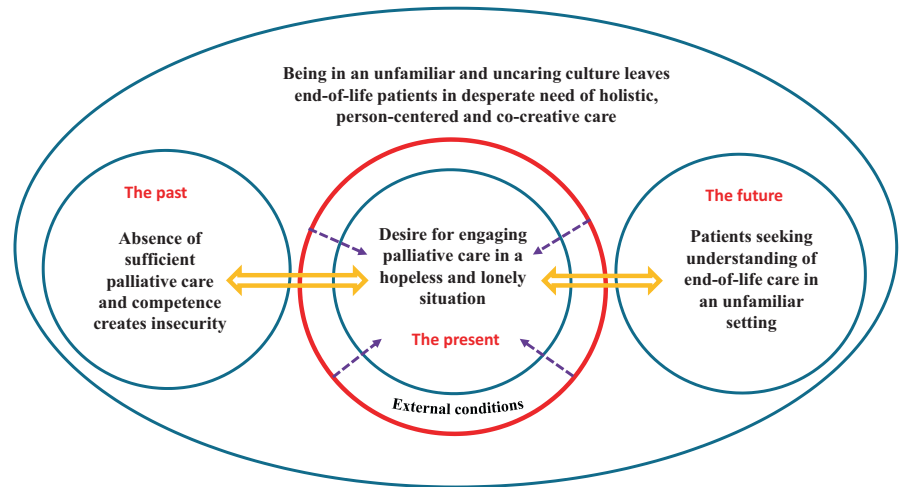 Being in an unfamiliar and uncaring culture leaves
end-of-life patients in desperate need of holistic,
person-centered and co-creative care
The past
Absence of
sufficient
palliative care
and competence
creates insecurity
Desire for engaging
palliative care in a
hopeless and lonely
situation
The present
External conditions
The future
Patients seeking
understanding of
end-of-life care in
an unfamiliar
setting